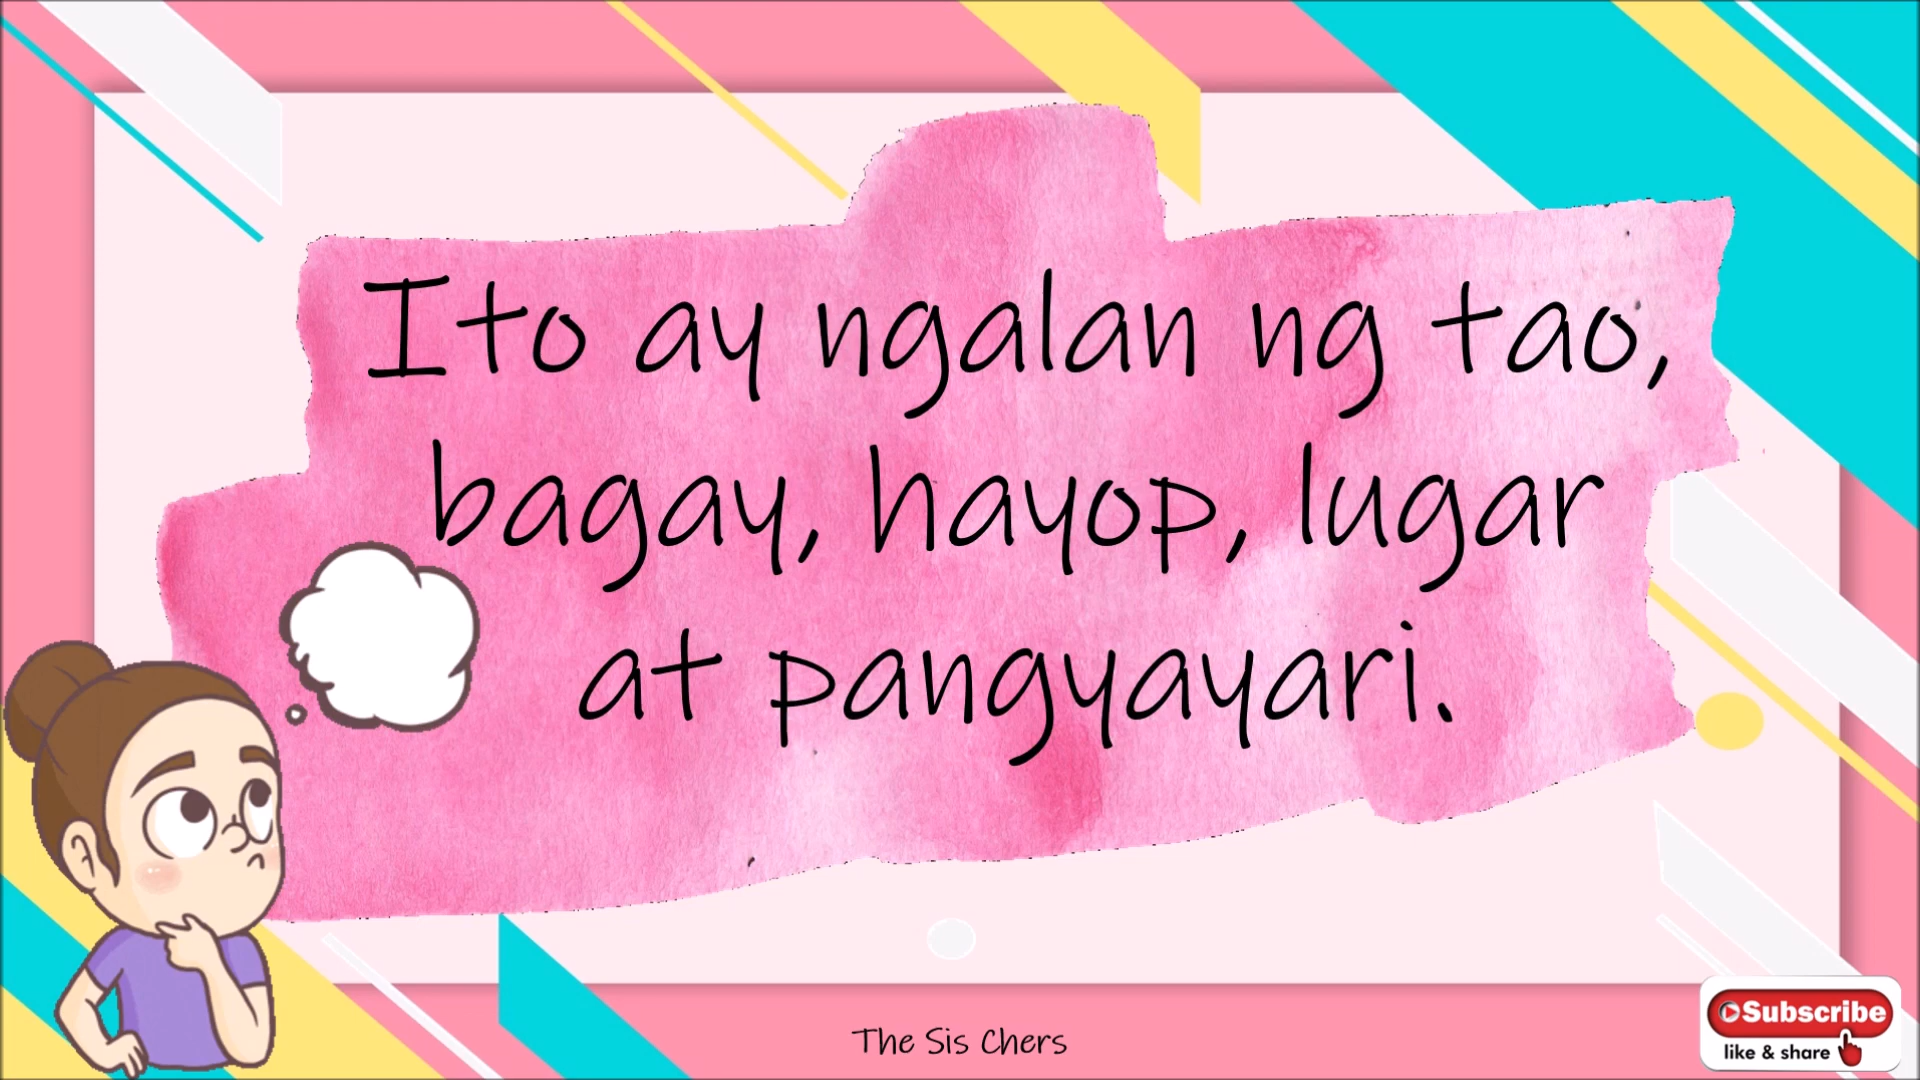 Ito ay ngalan ng tao,
bagay, hayop, lugar
at pangyayari.
The Sis Chers
Subscribe
like & share